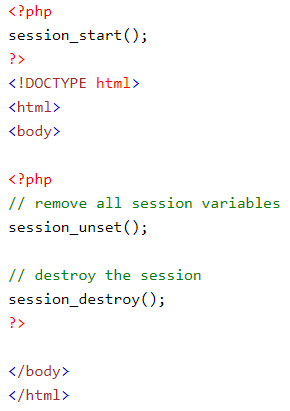 <?php
session_start();
?>
<!DOCTYPE html>
<html>
<body>

<?php
// remove all session variables
session_unset();

// destroy the session
session_destroy();
?>

</body>
</html>